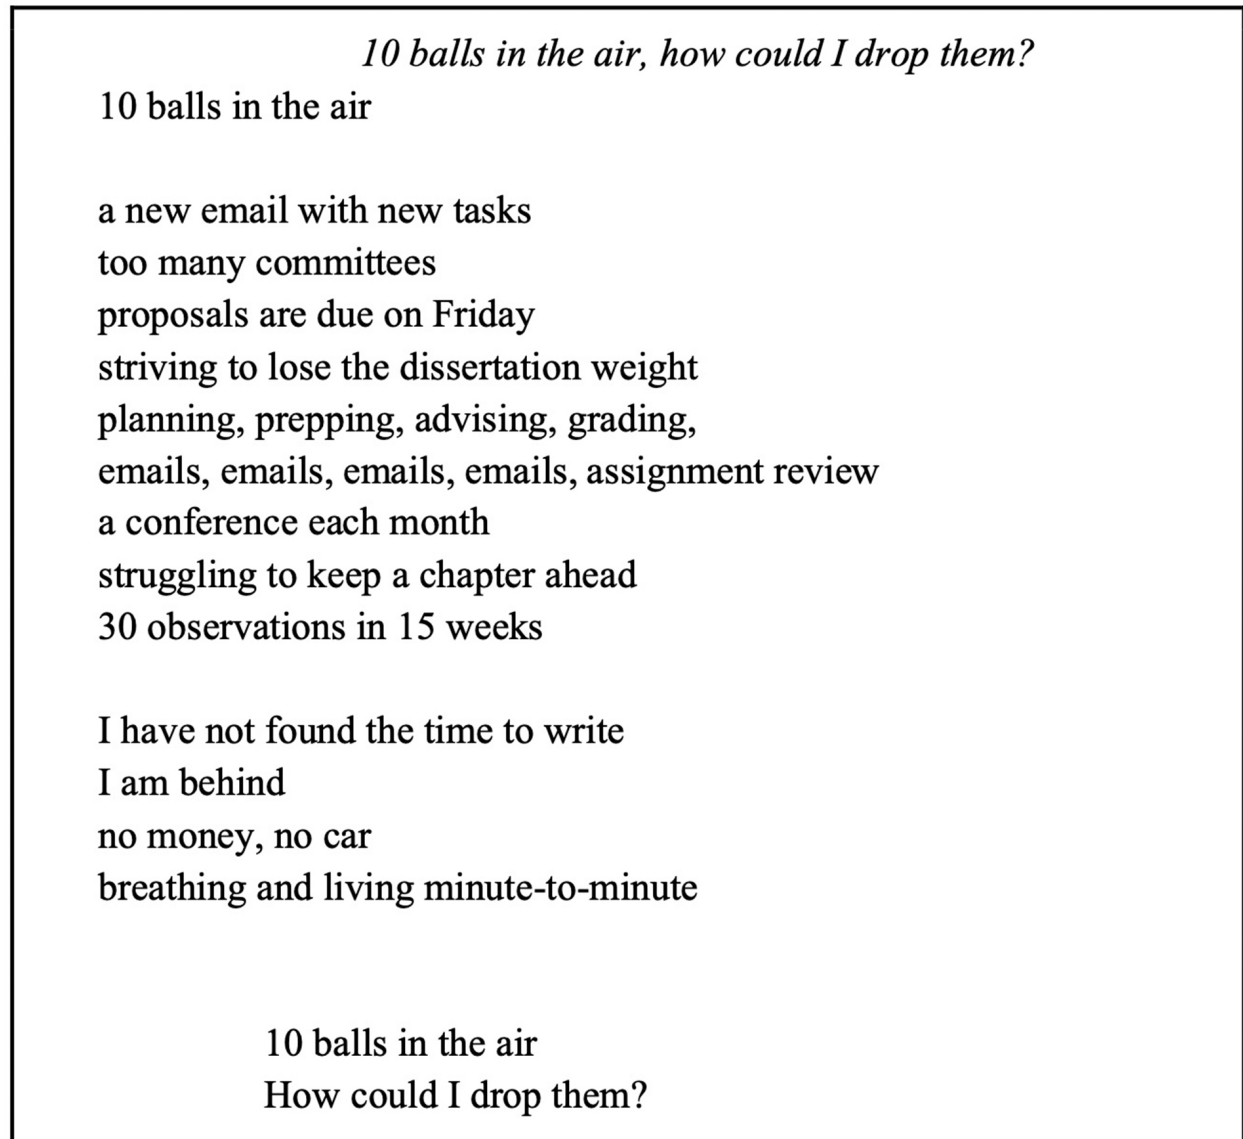 10 balls in the air, how could I drop them?
10 balls in the air
a new email with new tasks
too many committees
proposals are due on Friday
striving to lose the dissertation weight
planning, prepping, advising, grading,
emails, emails, emails, emails, assignment review
a conference each month
struggling to keep a chapter ahead
30 observations in 15 weeks
I have not found the time to write
I am behind
no money, no car
breathing and living minute-to-minute
10 balls in the air
How could I drop them?